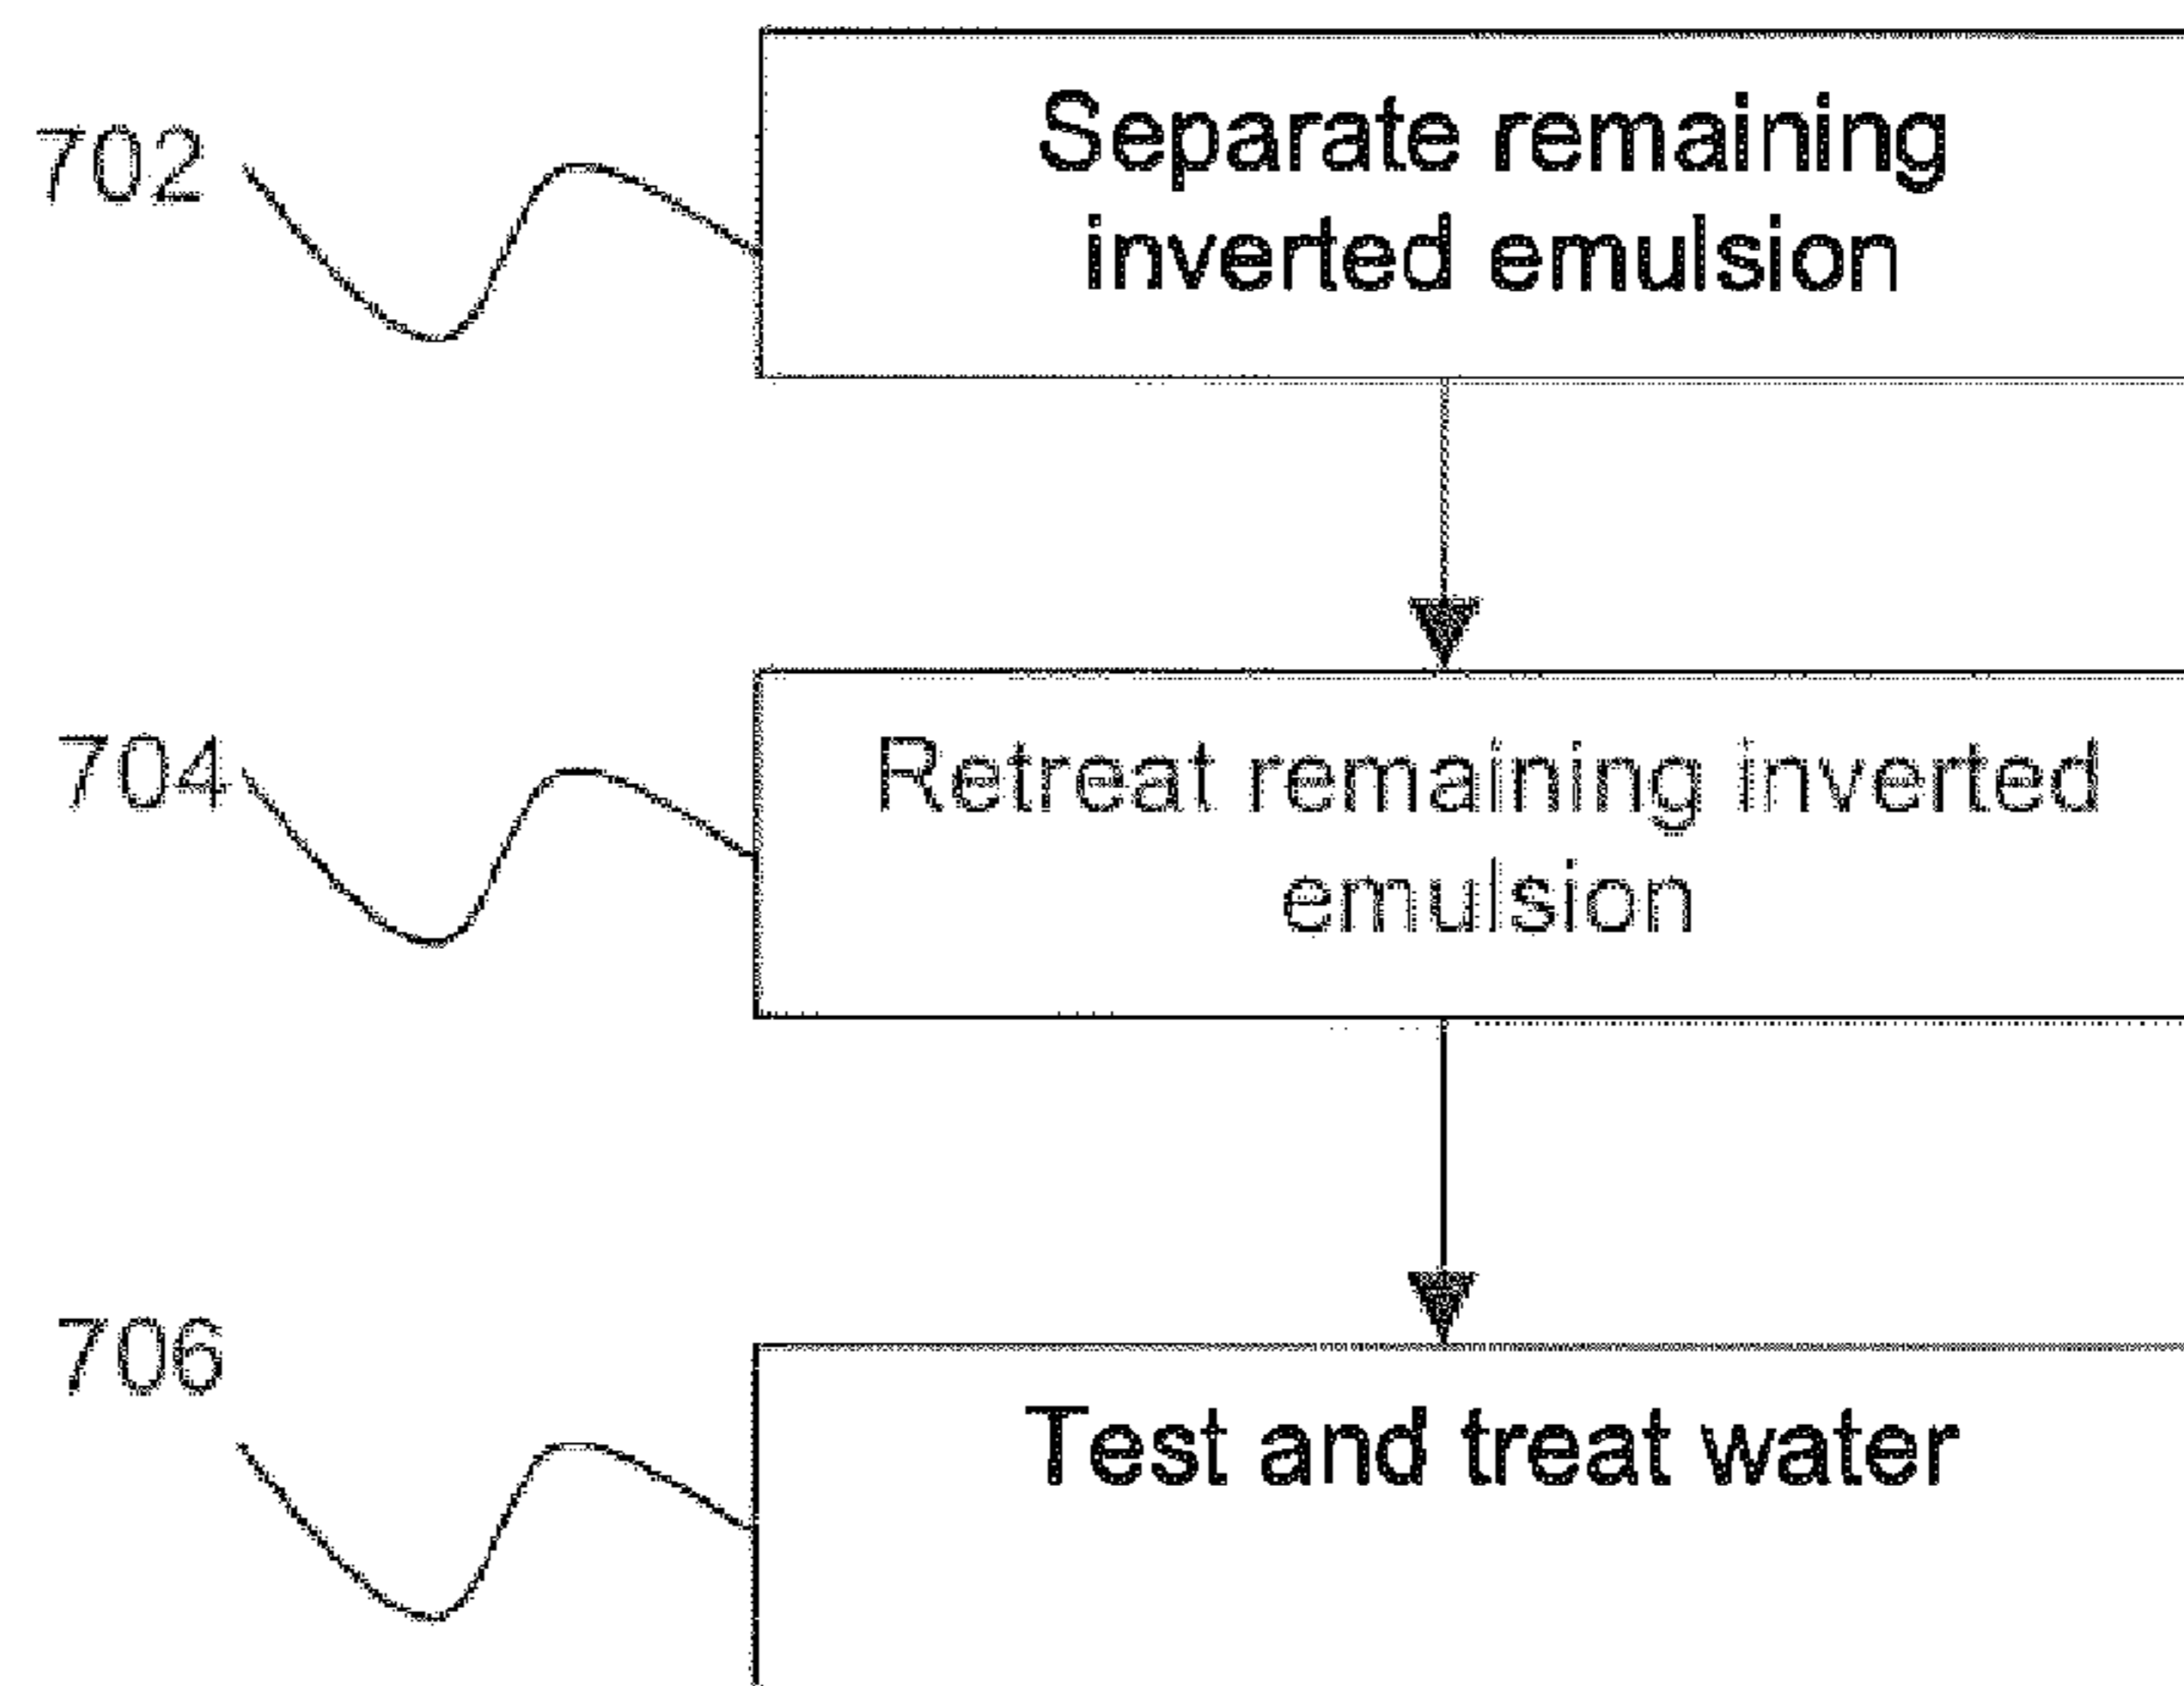 702
Separate remaining
inverted emulsion
704
Retreat remaining inverted
emulsion
706
Test and treat water